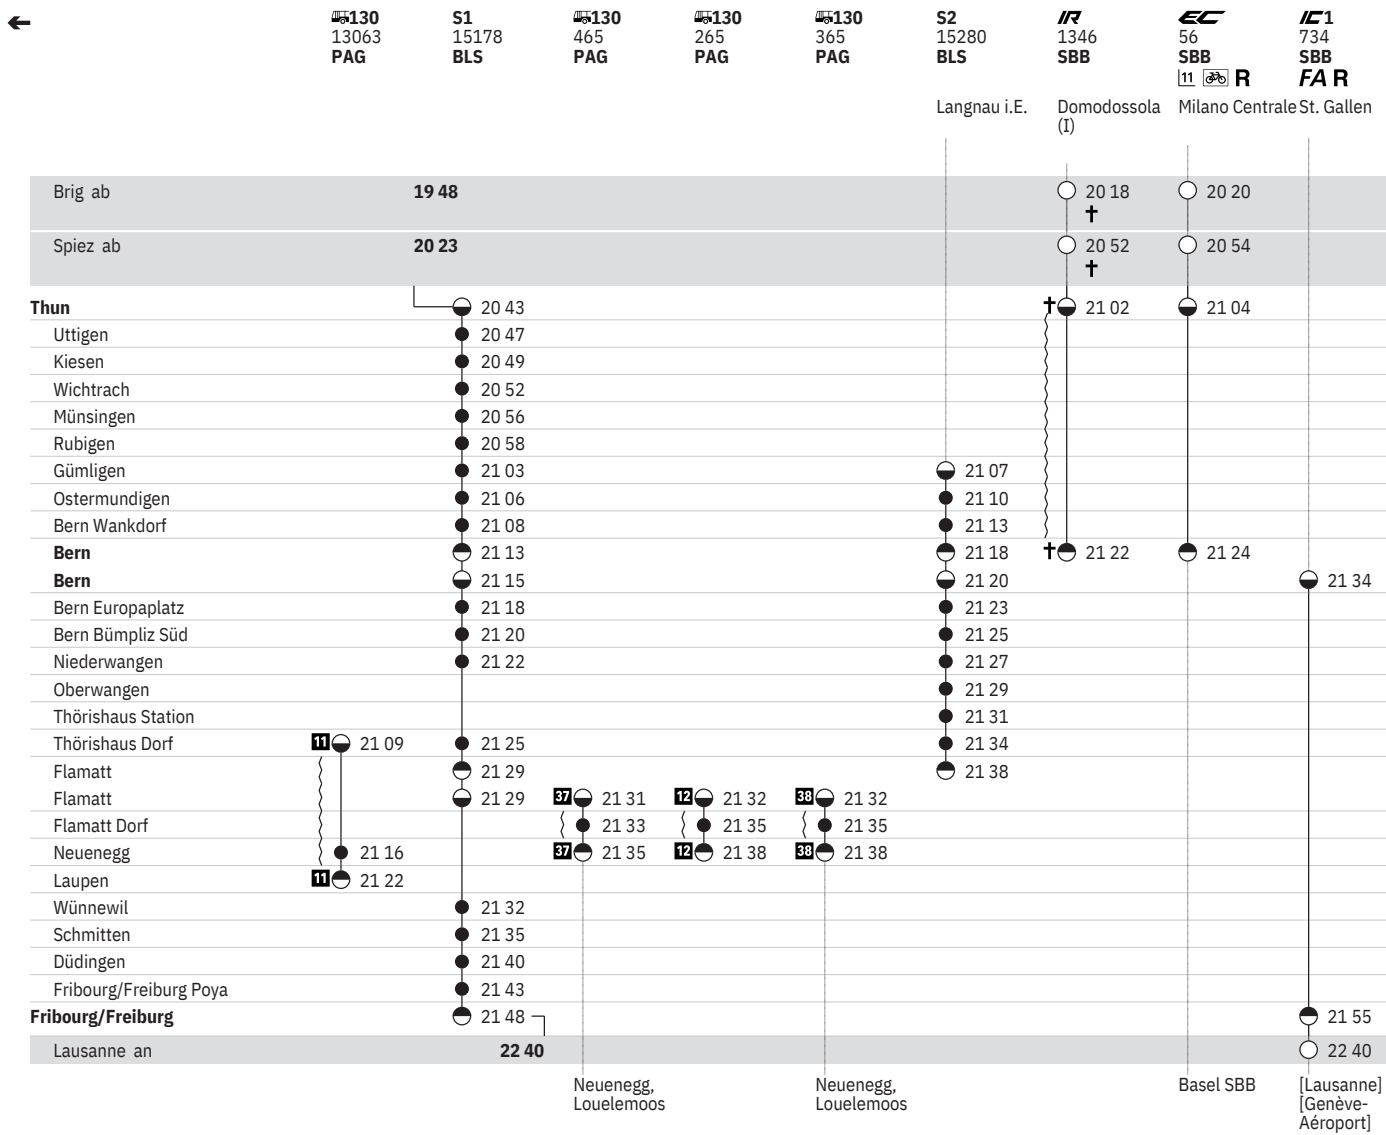 130 S1 130 130 130 S2 IR EC IC 1
13063 15178 465 265 365 15280 1346 56 734
PAG BLS PAG PAG PAG BLS SBB SBB SBB
11 R FA R
Langnau i.E. Domodossola Milano Centrale St. Gallen
(I)
Brig ab 19 48 20 18 20 20
†
Spiez ab 20 23 20 52 20 54
†
Thun 20 43 † 21 02 21 04
Uttigen 20 47
Kiesen 20 49
Wichtrach 20 52
Münsingen 20 56
Rubigen 20 58
Gümligen 21 03 21 07
Ostermundigen 21 06 21 10
Bern Wankdorf 21 08 21 13
Bern 21 13 21 18 † 21 22 21 24
Bern 21 15 21 20 21 34
Bern Europaplatz 21 18 21 23
Bern Bümpliz Süd 21 20 21 25
Niederwangen 21 22 21 27
Oberwangen 21 29
Thörishaus Station 21 31
Thörishaus Dorf 11 21 09 21 25 21 34
Flamatt 21 29 21 38
Flamatt 21 29 37 21 31 12 21 32 38 21 32
Flamatt Dorf 21 33 21 35 21 35
Neuenegg 21 16 37 21 35 12 21 38 38 21 38
Laupen 11 21 22
Wünnewil 21 32
Schmitten 21 35
Düdingen 21 40
Fribourg/Freiburg Poya 21 43
Fribourg/Freiburg 21 48 21 55
Lausanne an 22 40 22 40
Neuenegg, Neuenegg, Basel SBB [Lausanne]
Louelemoos Louelemoos [Genève-
Aéroport]